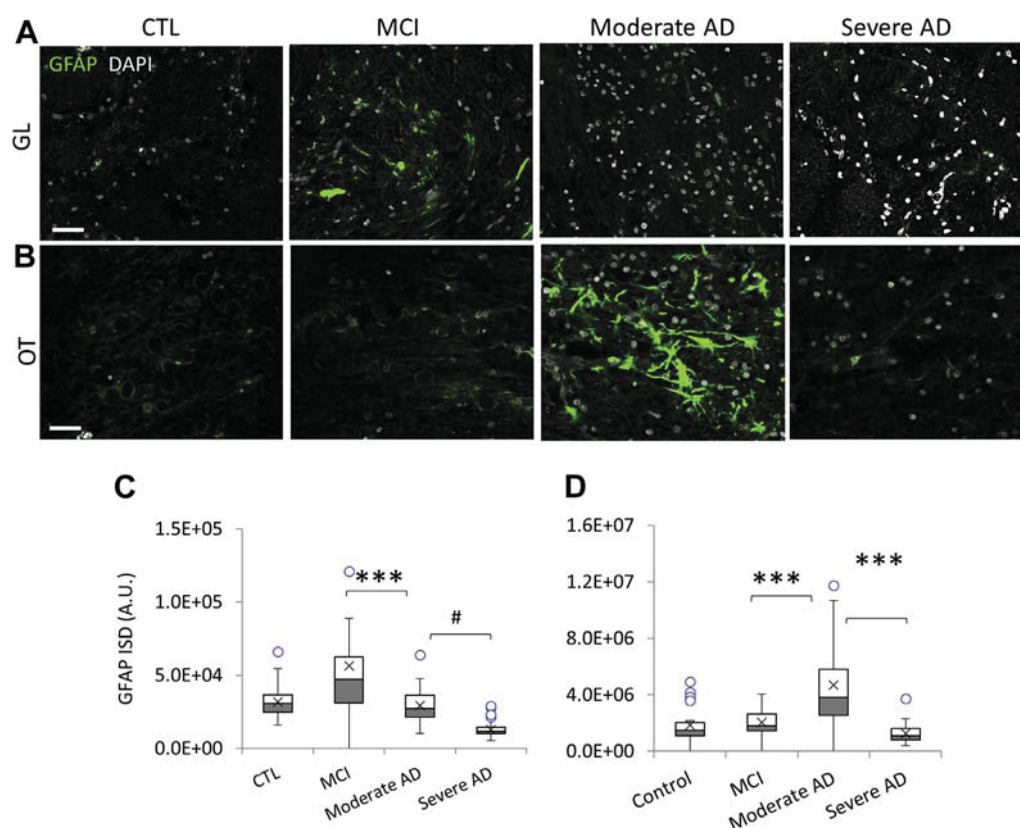 A
CTL
MCI
Moderate AD
Severe AD
GFAP DAPI
GL
B
OT
C
GFAP ISD (A.U.)
1.5E+05
1.0E+05
5.0E+04
0.0E+00
***
#
CTL
MCI
Moderate AD
Severe AD
D
1.6E+07
1.2E+07
8.0E+06
4.0E+06
0.0E+00
***
***
Control
MCI
Moderate AD
Severe AD